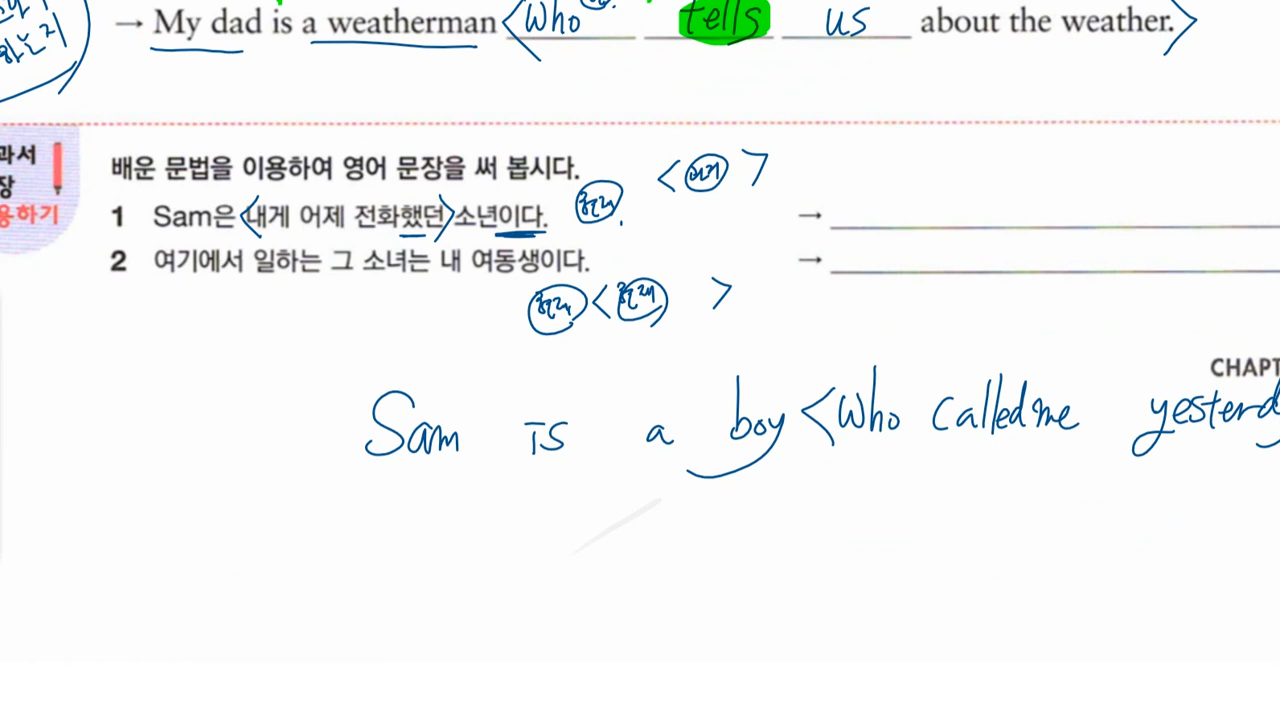 하는지
→ My dad is a weatherman <who tells us about the weather.>
과서
장
용하기
배운 문법을 이용하여 영어 문장을 써 봅시다. < 과거 >
1 Sam은 <내게 어제 전화했던> 소년이다. 현재. →
2 여기에서 일하는 그 소녀는 내 여동생이다. →
현재 < 현재 >
CHAPT
Sam is a boy <who called me yesterd